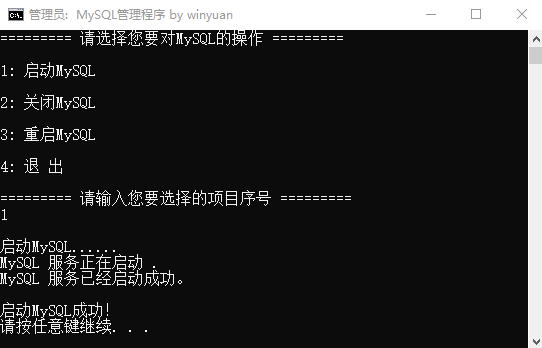 管理员: MySQL管理程序 by winyuan
========= 请选择您要对MySQL的操作 =========
1: 启动MySQL
2: 关闭MySQL
3: 重启MySQL
4: 退 出
========= 请输入您要选择的项目序号 =========
1
启动MySQL......
MySQL 服务正在启动 .
MySQL 服务已经启动成功。
启动MySQL成功!
请按任意键继续. . .